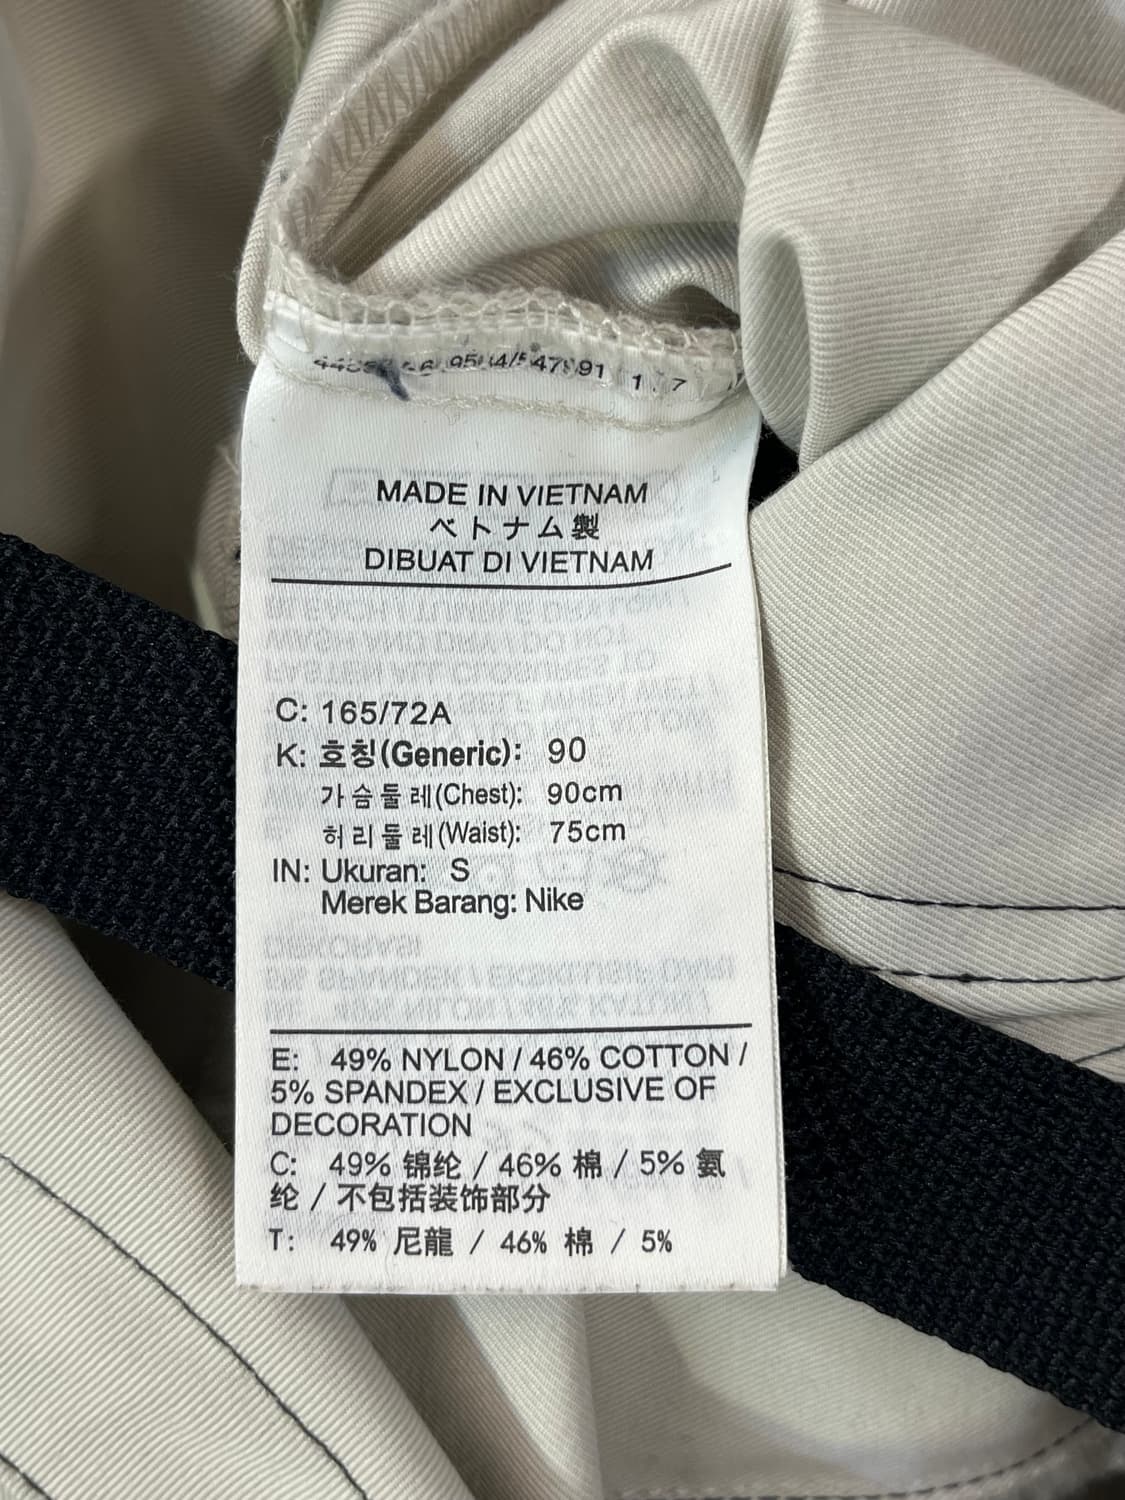 MADE IN VIETNAM
ベトナム製
DIBUAT DI VIETNAM
C: 165/72A
K: 호칭(Generic): 90
가슴둘레(Chest): 90cm
허리둘레(Waist): 75cm
IN: Ukuran: S
Merek Barang: Nike
E: 49% NYLON / 46% COTTON /
5% SPANDEX / EXCLUSIVE OF
DECORATION
C: 49% 锦纶 / 46% 棉 / 5% 氨
纶 / 不包括装饰部分
T: 49% 尼龍 / 46% 棉 / 5%